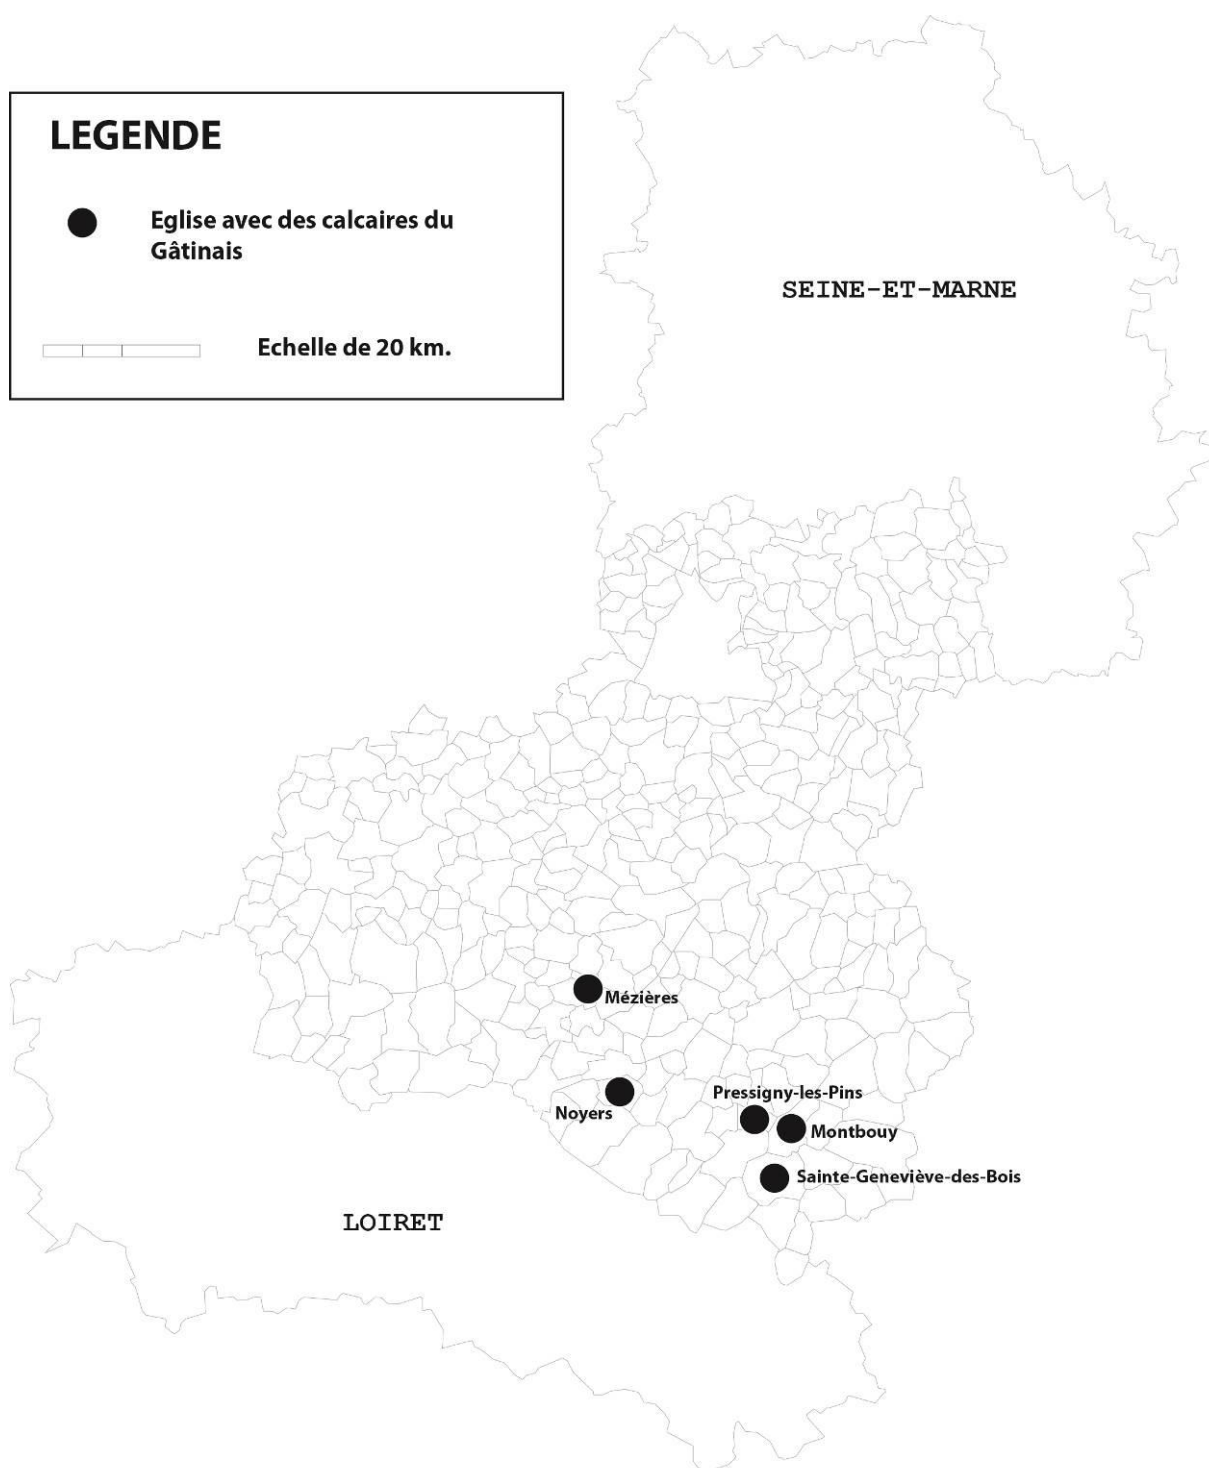 LEGENDE
Eglise avec des calcaires du
Gâtinais
Echelle de 20 km.
SEINE-ET-MARNE
Mézières
Pressigny-les-Pins
Noyers
Montbouy
Sainte-Geneviève-des-Bois
LOIRET